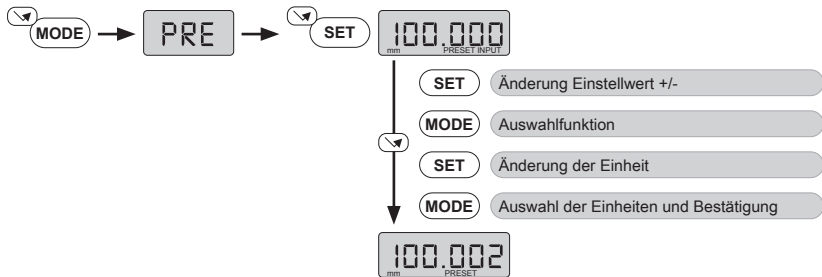 MODE PRE SET 100.000
mm PRESET INPUT
SET Änderung Einstellwert +/-
MODE Auswahlfunktion
SET Änderung der Einheit
MODE Auswahl der Einheiten und Bestätigung
100.002
mm PRESET